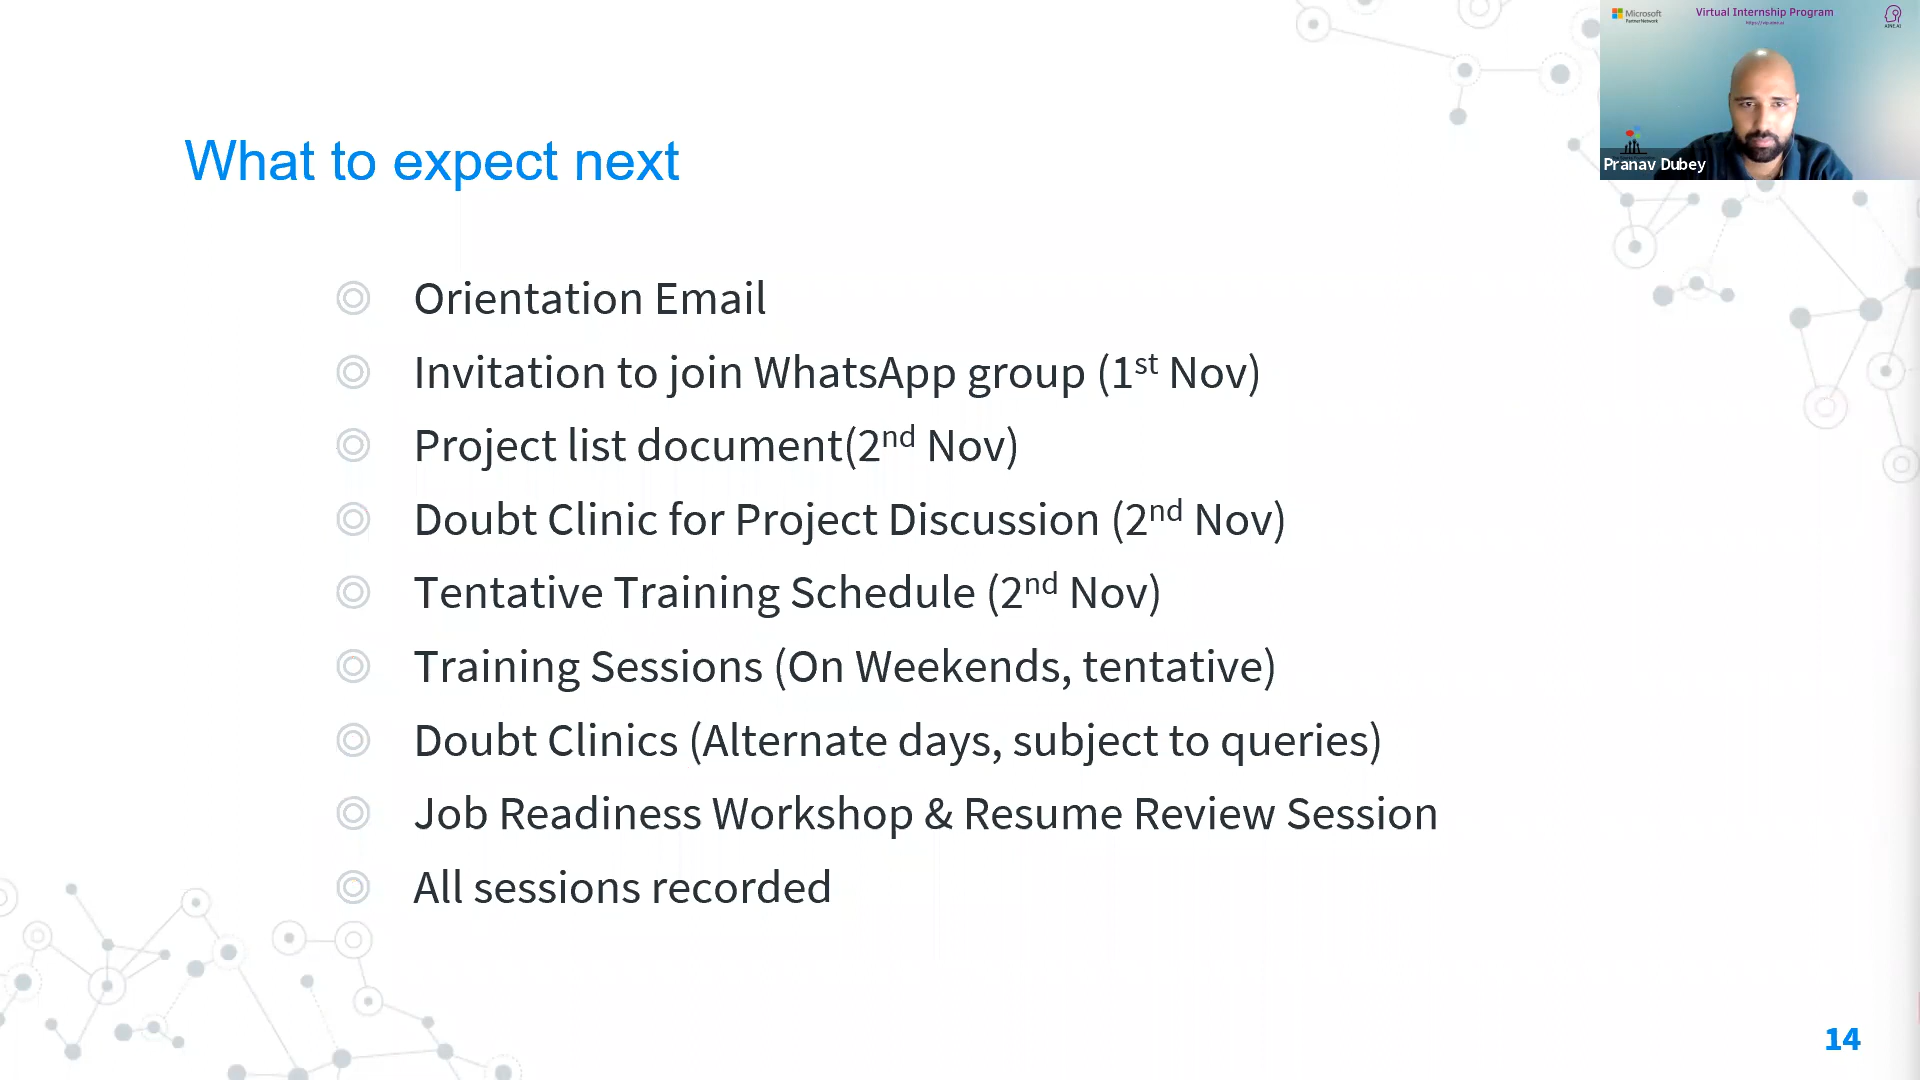 Microsoft
Partner Network
Virtual Internship Program
Pranav Dubey
What to expect next
Orientation Email
Invitation to join WhatsApp group (1st Nov)
Project list document(2nd Nov)
Doubt Clinic for Project Discussion (2nd Nov)
Tentative Training Schedule (2nd Nov)
Training Sessions (On Weekends, tentative)
Doubt Clinics (Alternate days, subject to queries)
Job Readiness Workshop & Resume Review Session
All sessions recorded
14